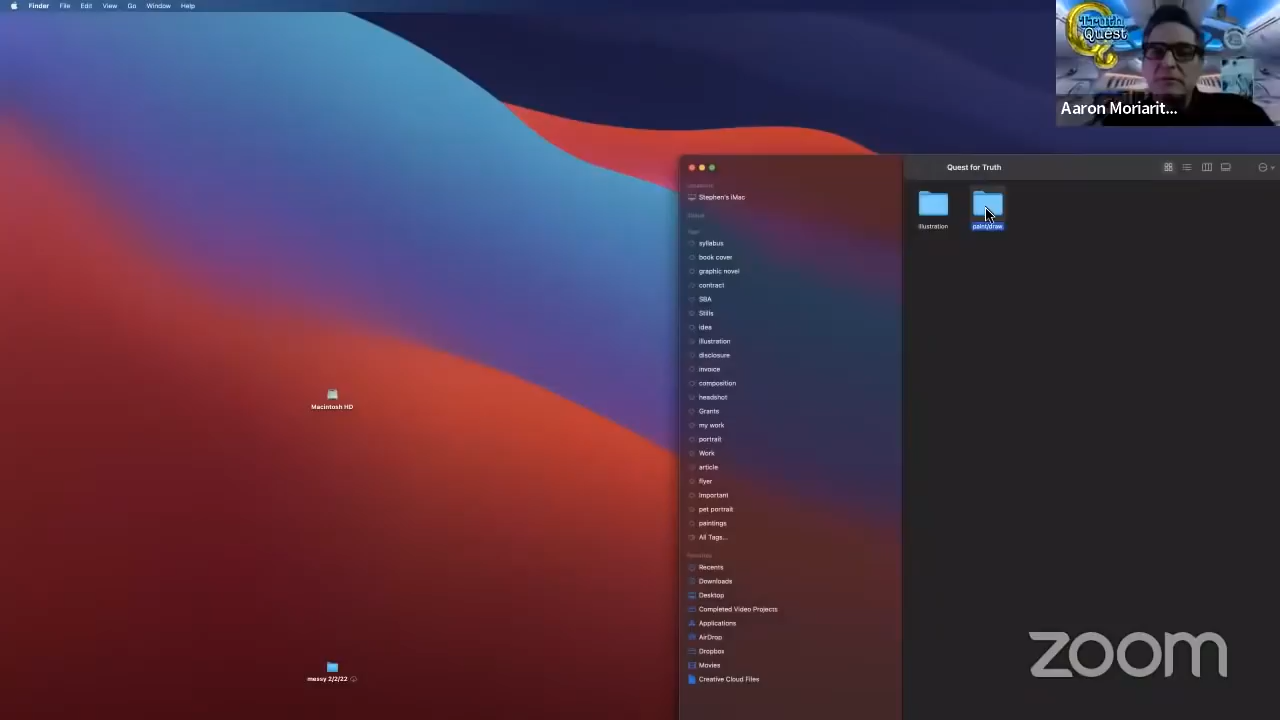 Finder File Edit View Go Window Help
Truth
Quest
Aaron Moriarit...
Quest for Truth
Locations
Stephen's iMac
Tags
syllabus
book cover
graphic novel
contract
SBA
Stills
idea
illustration
disclosure
invoice
composition
headshot
Grants
my work
portrait
Work
article
flyer
important
pet portrait
paintings
All Tags...
Favorites
Recents
Downloads
Desktop
Completed Video Projects
Applications
AirDrop
Dropbox
Movies
Creative Cloud Files
illustration
paint/draw
Macintosh HD
messy 2/2/22
zoom